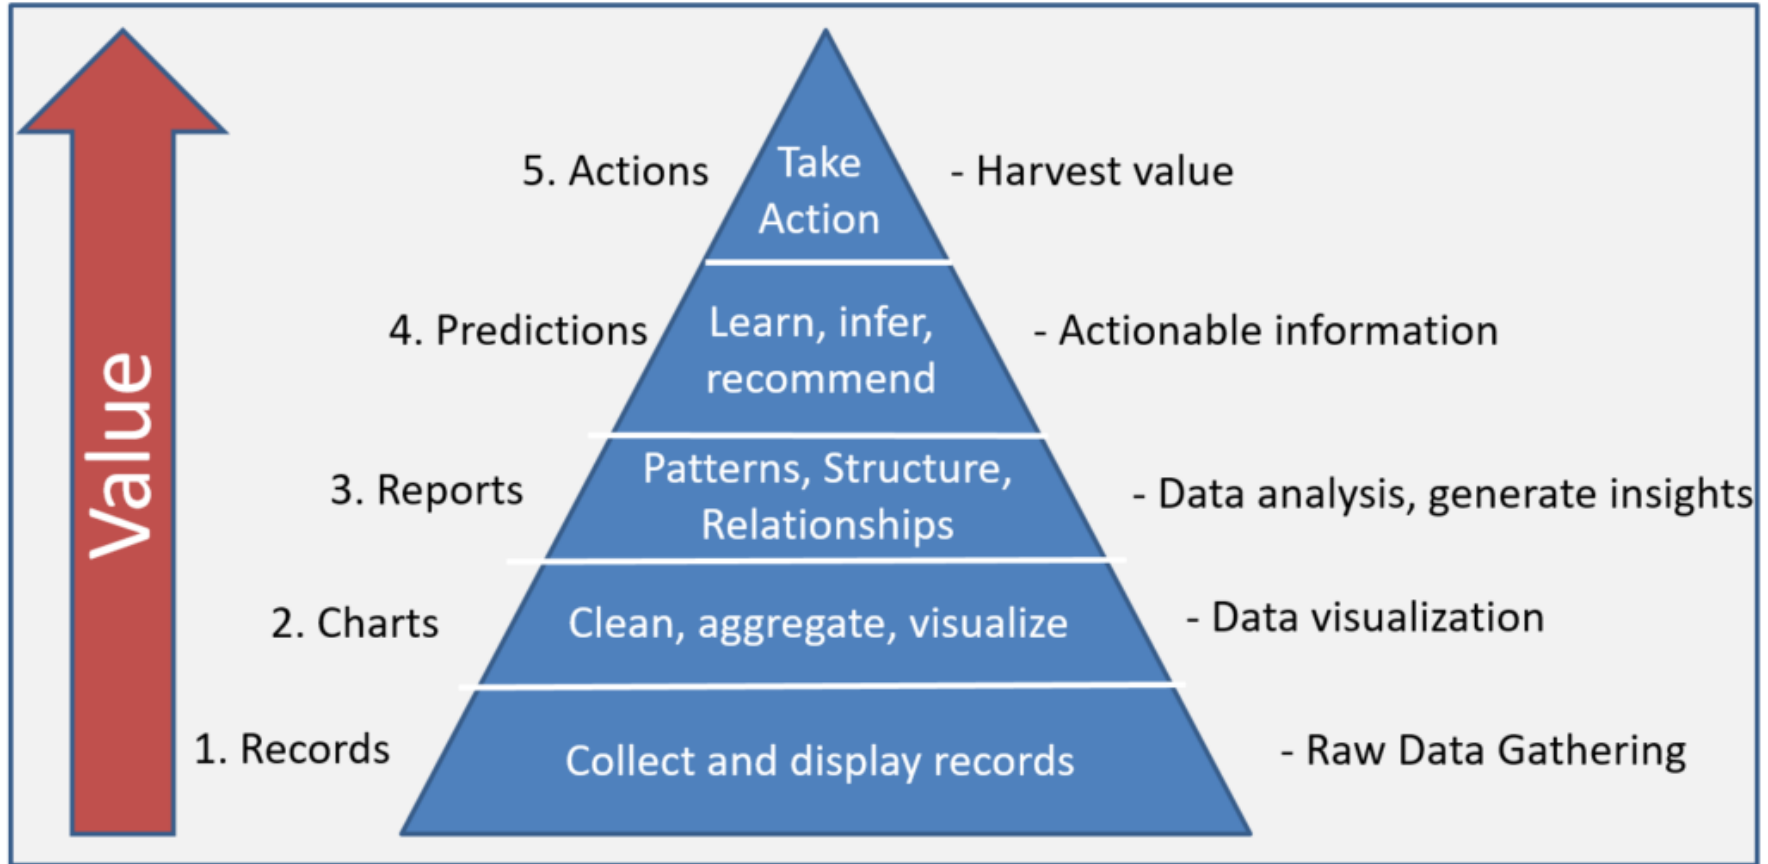 Value
5. Actions
Take
Action
- Harvest value
4. Predictions
Learn, infer,
recommend
- Actionable information
3. Reports
Patterns, Structure,
Relationships
- Data analysis, generate insights
2. Charts
Clean, aggregate, visualize
- Data visualization
1. Records
Collect and display records
- Raw Data Gathering